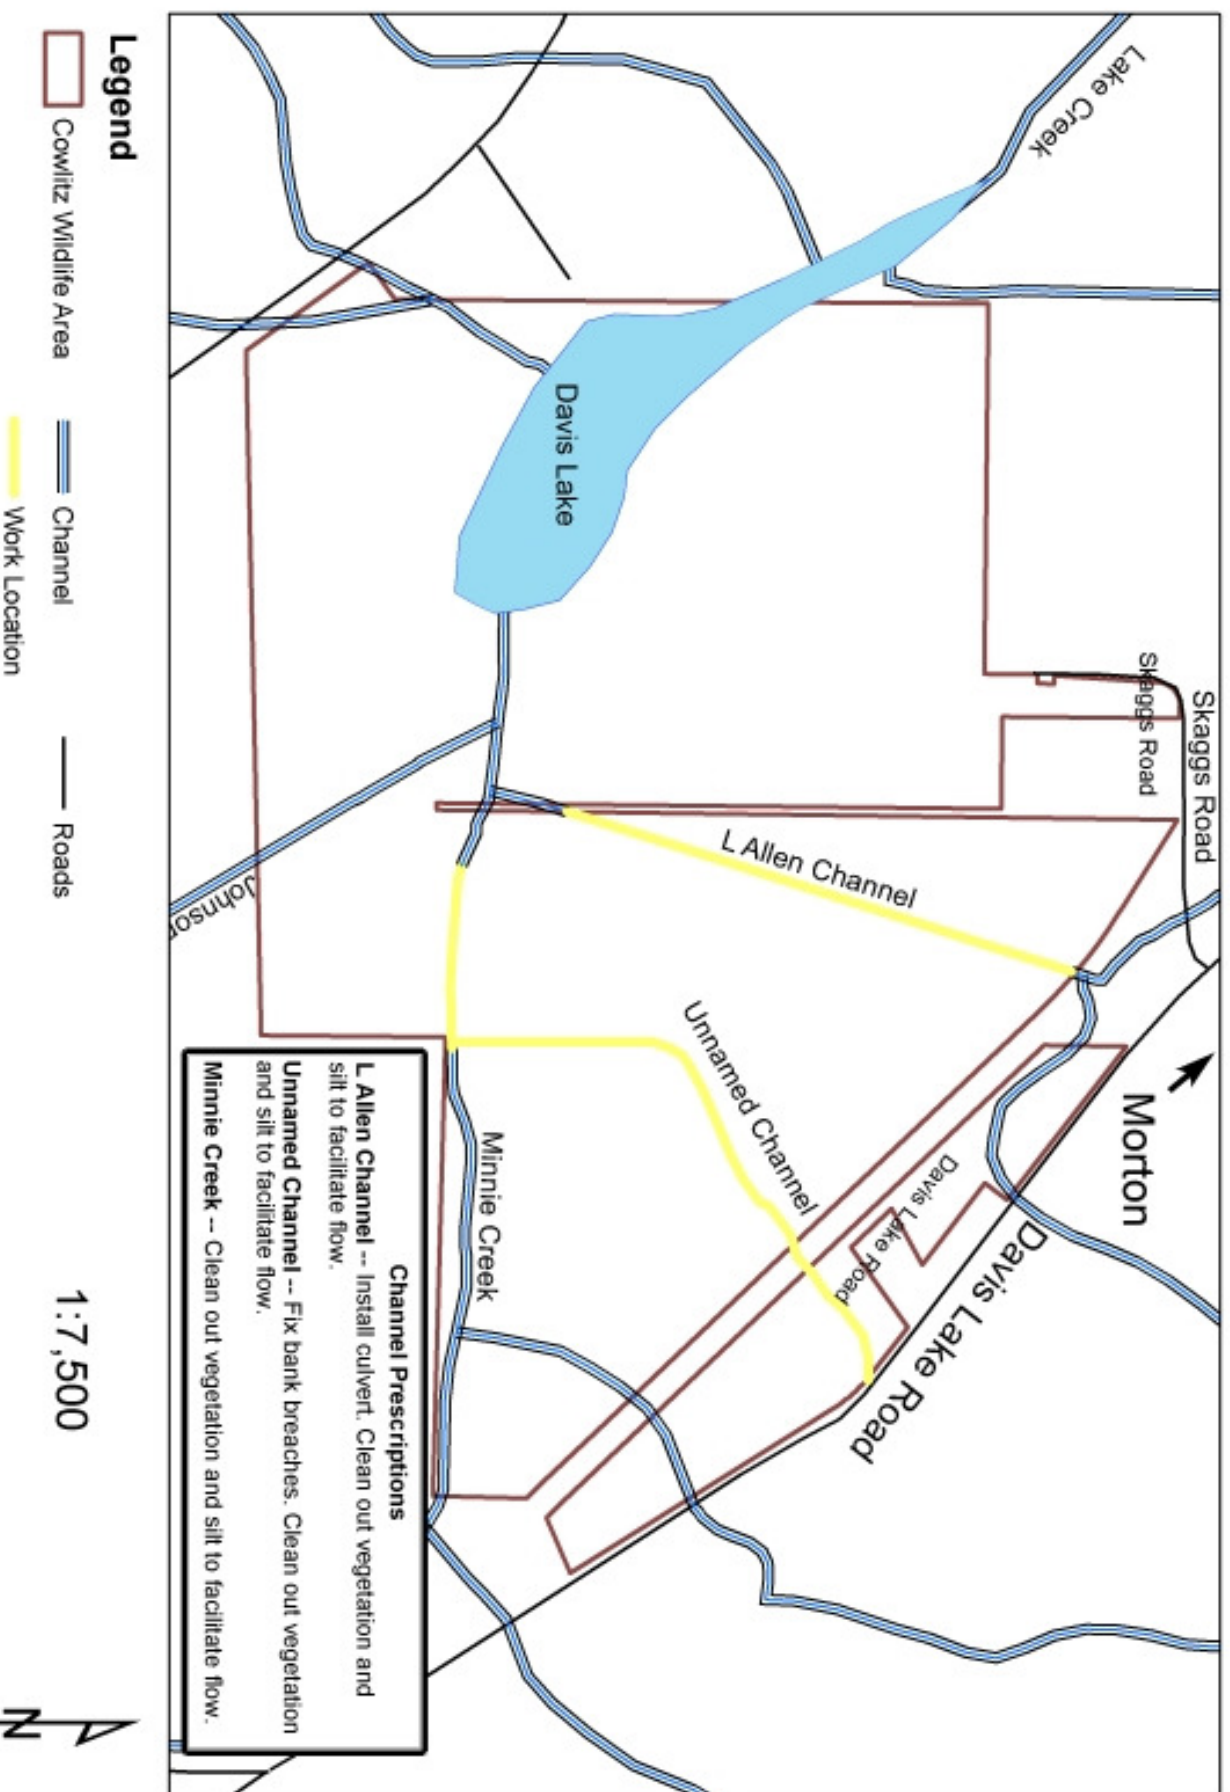 Lake Creek
Skaggs Road
Skaggs Road
Morton
Davis Lake
L Allen Channel
Unnamed Channel
Davis Lake Road
Davis Lake Road
Minnie Creek
Johnson
Channel Prescriptions
L Allen Channel -- Install culvert. Clean out vegetation and
silt to facilitate flow.
Unnamed Channel -- Fix bank breaches. Clean out vegetation
and silt to facilitate flow.
Minnie Creek -- Clean out vegetation and silt to facilitate flow.
Legend
Cowlitz Wildlife Area
Channel
Roads
Work Location
1:7,500
N